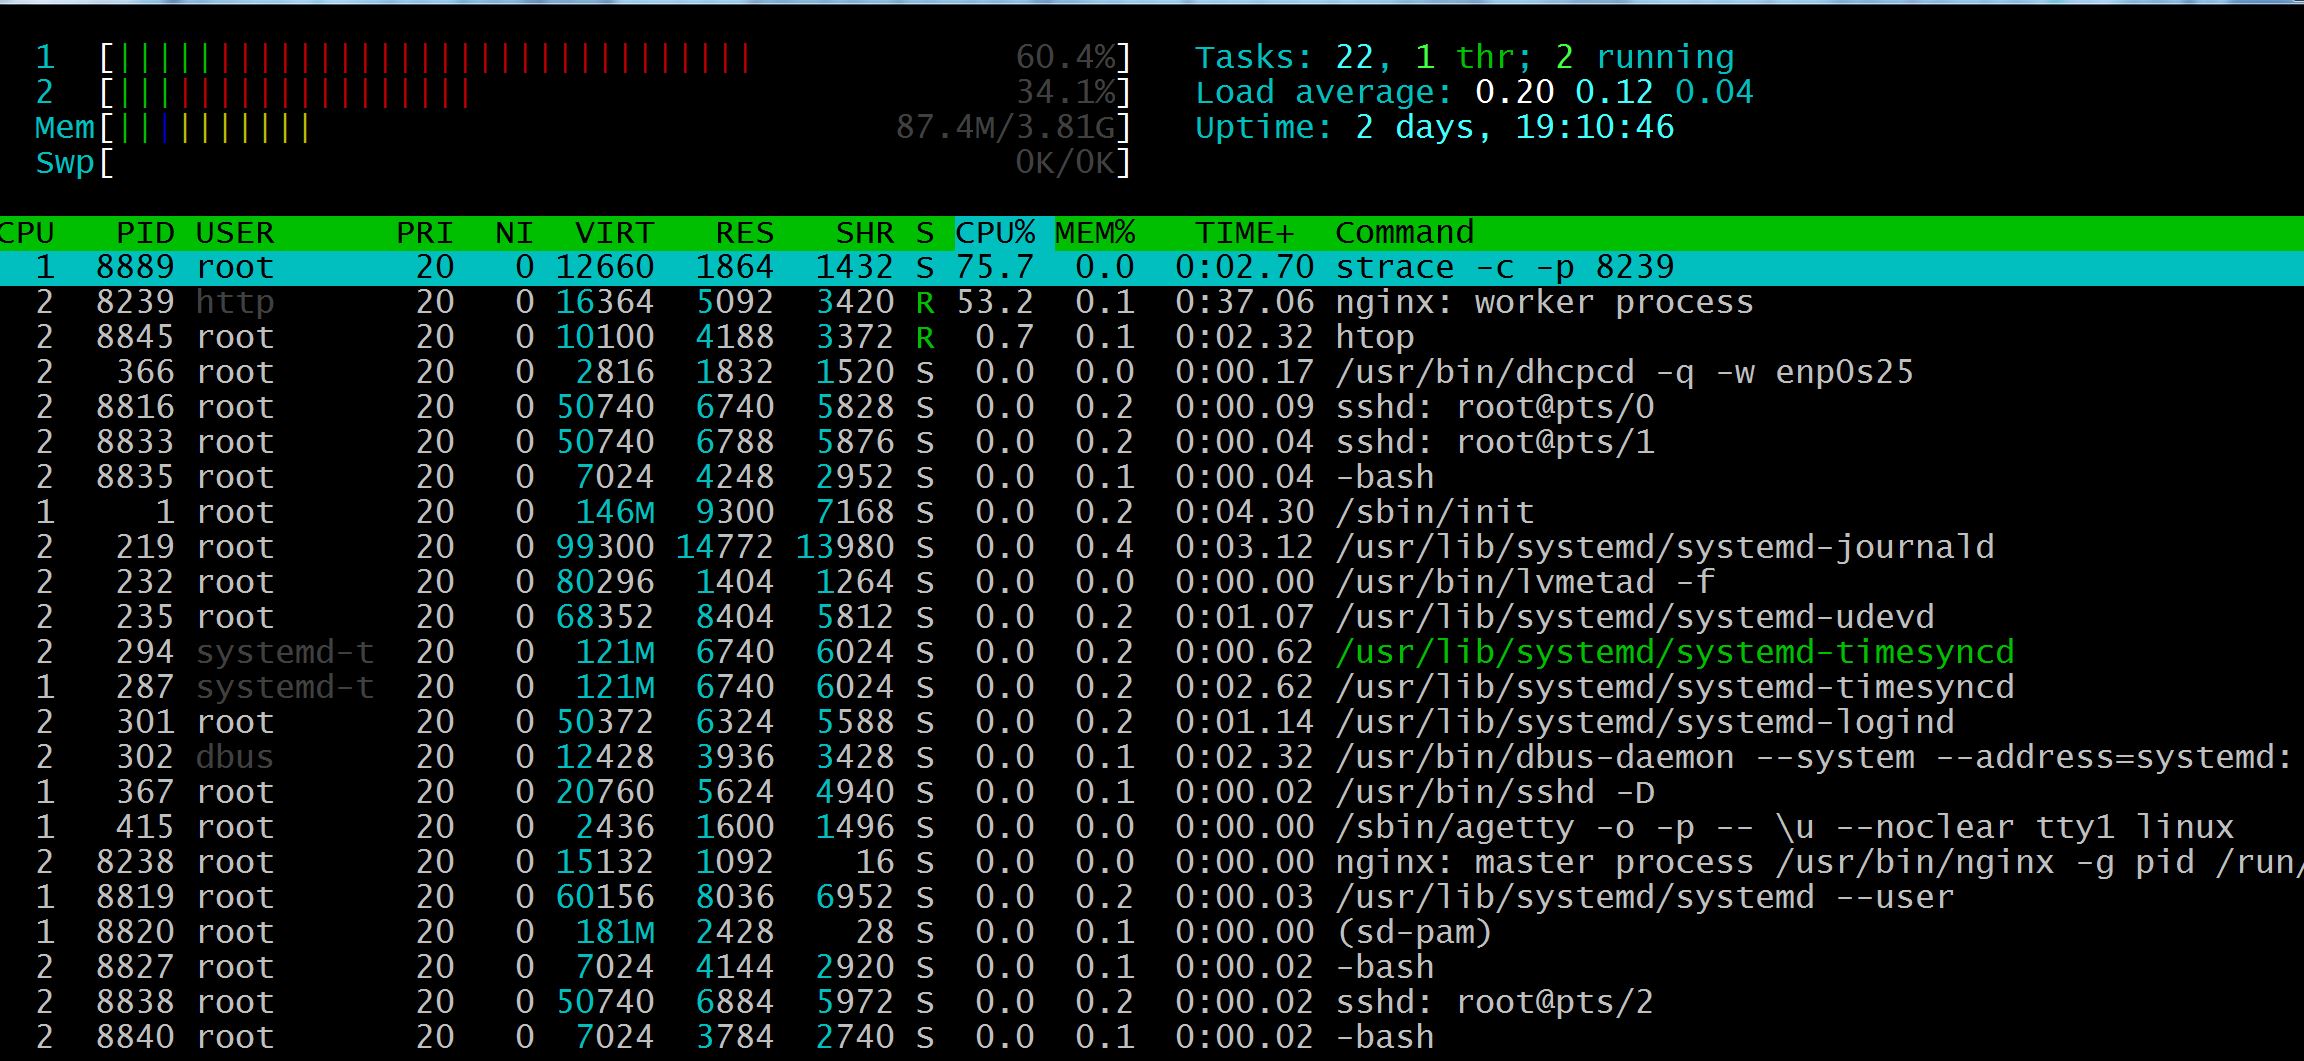 1 [||||||||||||||||||||||||||||||||60.4%] Tasks: 22, 1 thr; 2 running
2 [||||||||||||||||||34.1%] Load average: 0.20 0.12 0.04
Mem[||||||||||87.4M/3.81G] Uptime: 2 days, 19:10:46
Swp[0K/0K]
CPU PID USER PRI NI VIRT RES SHR S CPU% MEM% TIME+ Command
1 8889 root 20 0 12660 1864 1432 S 75.7 0.0 0:02.70 strace -c -p 8239
2 8239 http 20 0 16364 5092 3420 R 53.2 0.1 0:37.06 nginx: worker process
2 8845 root 20 0 10100 4188 3372 R 0.7 0.1 0:02.32 htop
2 366 root 20 0 2816 1832 1520 S 0.0 0.0 0:00.17 /usr/bin/dhcpcd -q -w enp0s25
2 8816 root 20 0 50740 6740 5828 S 0.0 0.2 0:00.09 sshd: root@pts/0
2 8833 root 20 0 50740 6788 5876 S 0.0 0.2 0:00.04 sshd: root@pts/1
2 8835 root 20 0 7024 4248 2952 S 0.0 0.1 0:00.04 -bash
1 1 root 20 0 146M 9300 7168 S 0.0 0.2 0:04.30 /sbin/init
2 219 root 20 0 99300 14772 13980 S 0.0 0.4 0:03.12 /usr/lib/systemd/systemd-journald
2 232 root 20 0 80296 1404 1264 S 0.0 0.0 0:00.00 /usr/bin/lvmetad -f
2 235 root 20 0 68352 8404 5812 S 0.0 0.2 0:01.07 /usr/lib/systemd/systemd-udevd
2 294 systemd-t 20 0 121M 6740 6024 S 0.0 0.2 0:00.62 /usr/lib/systemd/systemd-timesyncd
1 287 systemd-t 20 0 121M 6740 6024 S 0.0 0.2 0:02.62 /usr/lib/systemd/systemd-timesyncd
2 301 root 20 0 50372 6324 5588 S 0.0 0.2 0:01.14 /usr/lib/systemd/systemd-logind
2 302 dbus 20 0 12428 3936 3428 S 0.0 0.1 0:02.32 /usr/bin/dbus-daemon --system --address=systemd:
1 367 root 20 0 20760 5624 4940 S 0.0 0.1 0:00.02 /usr/bin/sshd -D
1 415 root 20 0 2436 1600 1496 S 0.0 0.0 0:00.00 /sbin/agetty -o -p -- \u --noclear tty1 linux
2 8238 root 20 0 15132 1092 16 S 0.0 0.0 0:00.00 nginx: master process /usr/bin/nginx -g pid /run/
1 8819 root 20 0 60156 8036 6952 S 0.0 0.2 0:00.03 /usr/lib/systemd/systemd --user
1 8820 root 20 0 181M 2428 28 S 0.0 0.1 0:00.00 (sd-pam)
2 8827 root 20 0 7024 4144 2920 S 0.0 0.1 0:00.02 -bash
2 8838 root 20 0 50740 6884 5972 S 0.0 0.2 0:00.02 sshd: root@pts/2
2 8840 root 20 0 7024 3784 2740 S 0.0 0.1 0:00.02 -bash